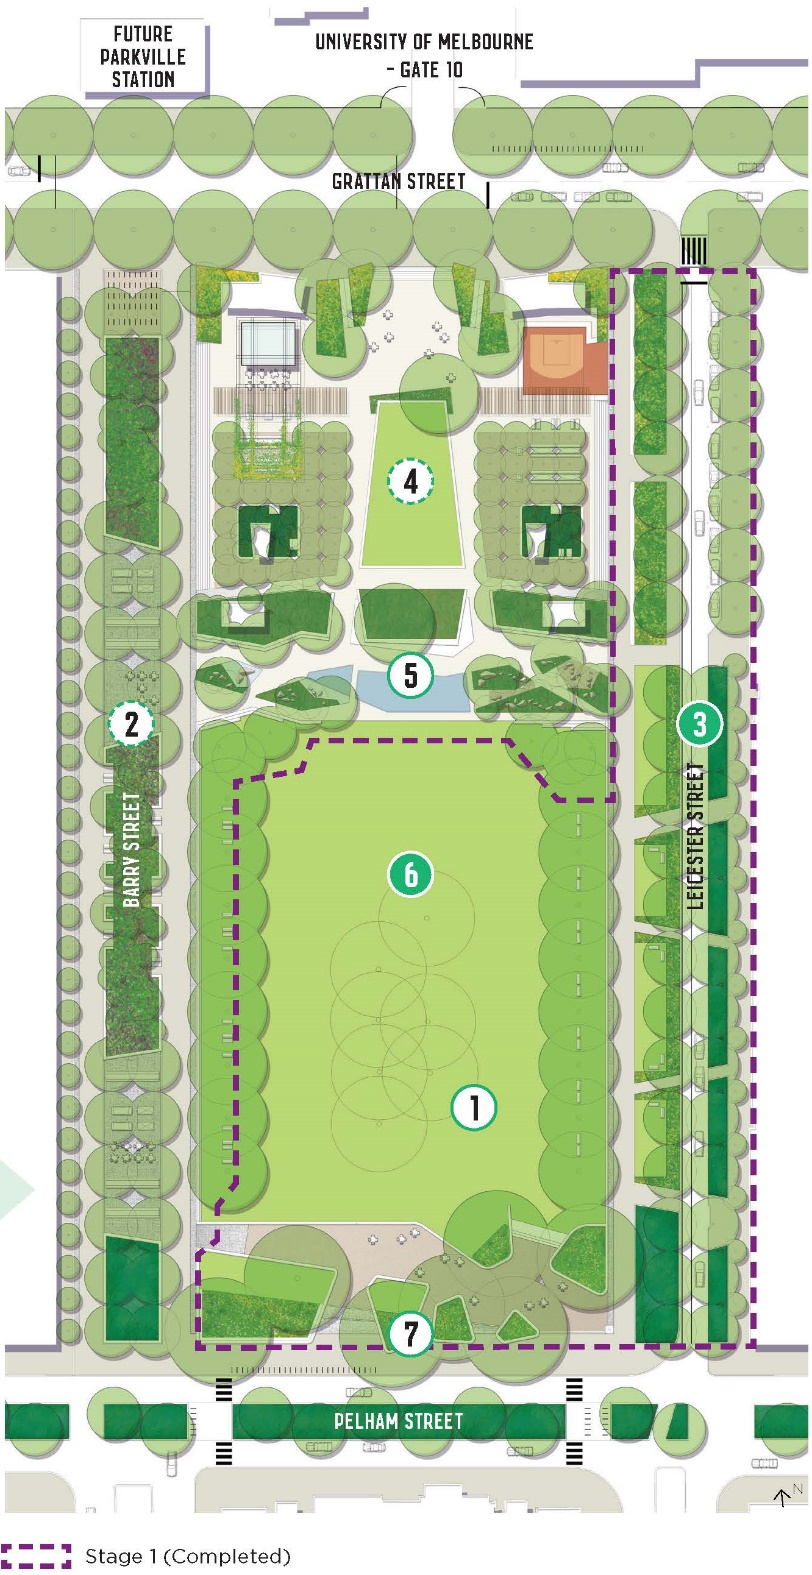 FUTURE
PARKVILLE
STATION
UNIVERSITY OF MELBOURNE
- GATE 10
GRATTAN STREET
4
5
2
3
BARRY STREET
LEICESTER STREET
6
1
7
PELHAM STREET
N
Stage 1 (Completed)